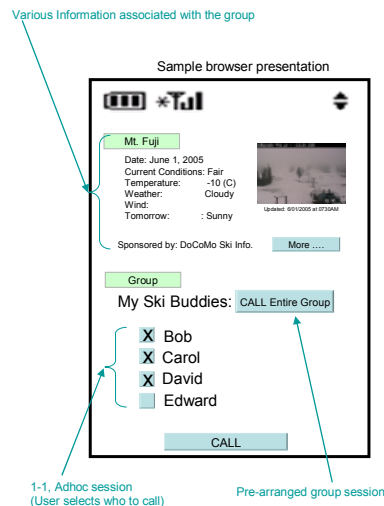 Various Information associated with the group
Sample browser presentation
Mt. Fuji
Date: June 1, 2005
Current Conditions: Fair
Temperature: -10 (C)
Weather: Cloudy
Wind:
Tomorrow: : Sunny
Updated: 6/01/2005 at 0730AM
Sponsored by: DoCoMo Ski Info.
More ....
Group
My Ski Buddies:
CALL Entire Group
X Bob
X Carol
X David
Edward
CALL
1-1, Adhoc session
(User selects who to call)
Pre-arranged group session